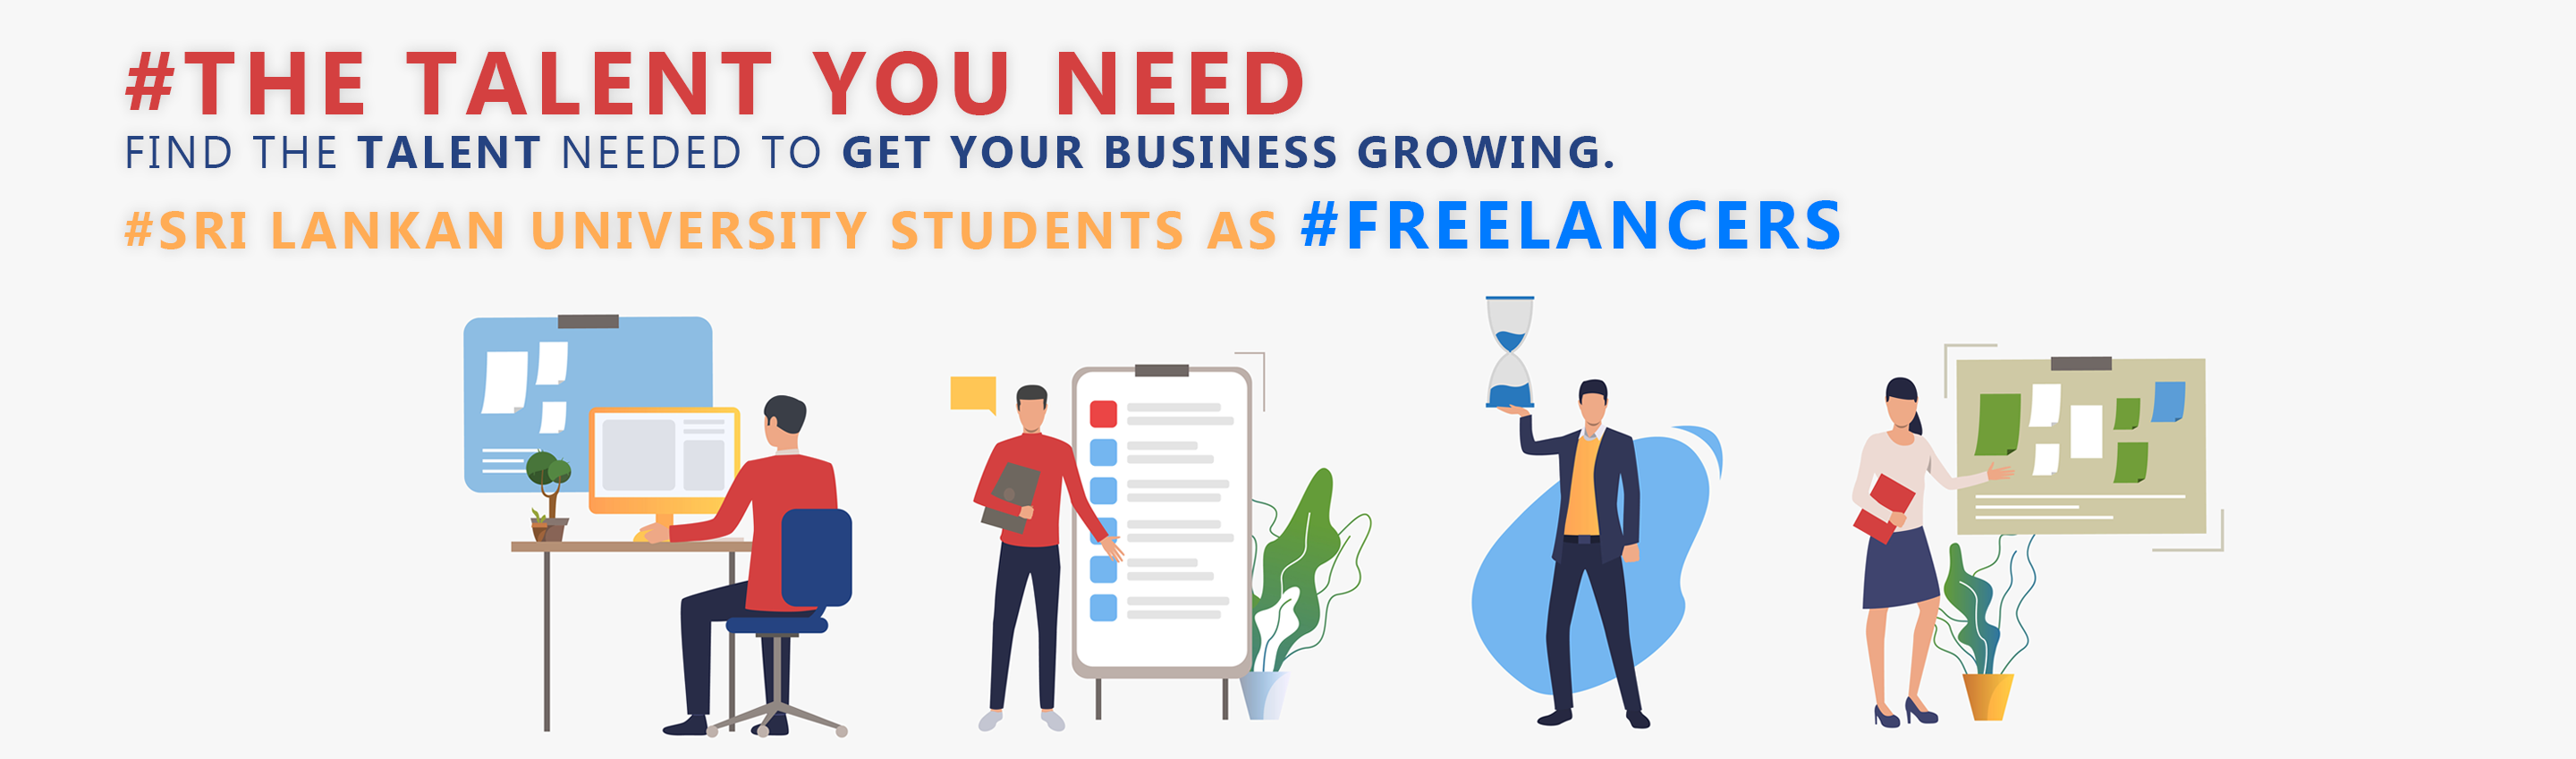 #THE TALENT YOU NEED
FIND THE TALENT NEEDED TO GET YOUR BUSINESS GROWING.
#SRI LANKAN UNIVERSITY STUDENTS AS #FREELANCERS